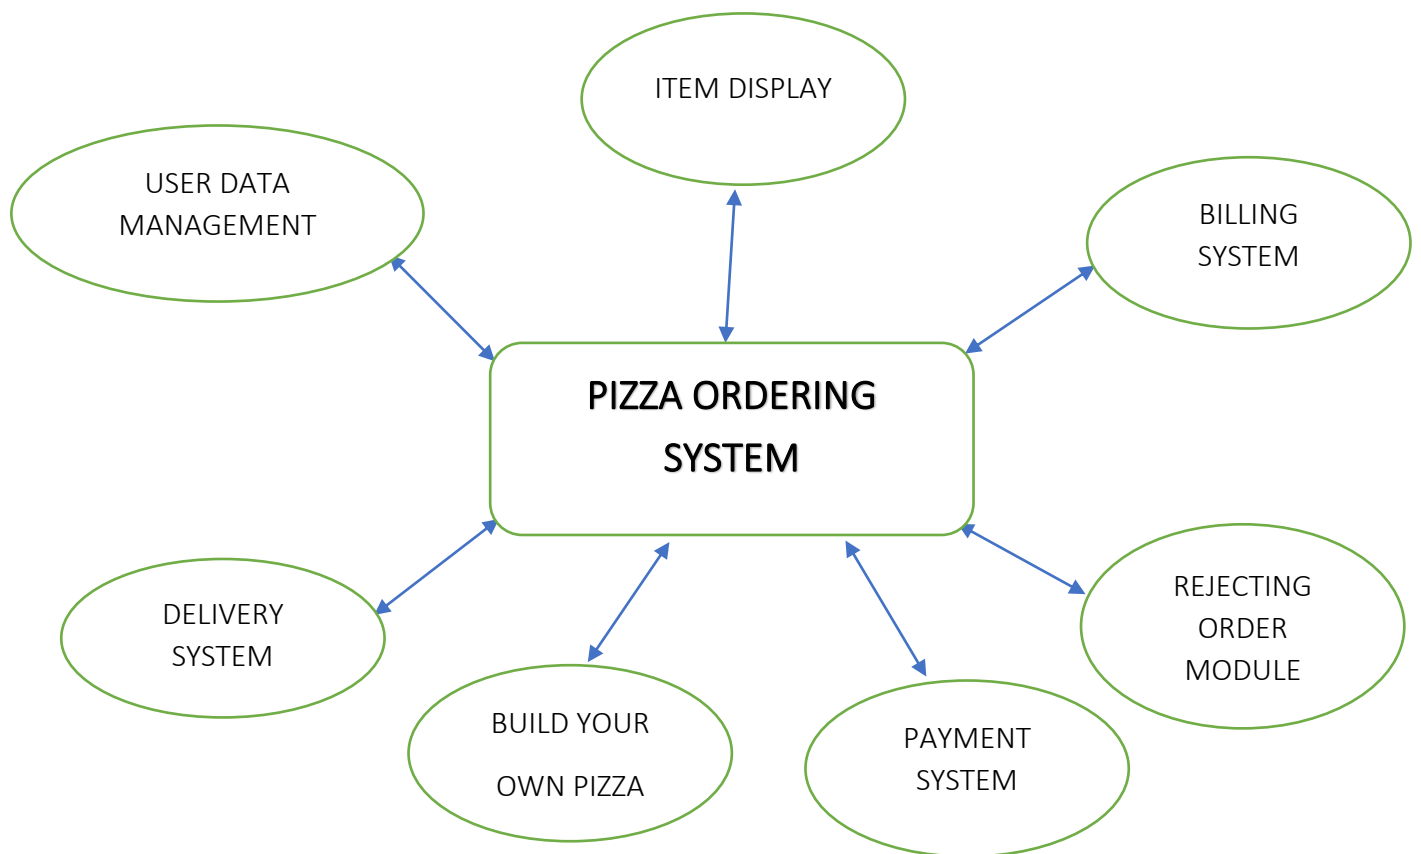 ITEM DISPLAY
USER DATA
MANAGEMENT
BILLING
SYSTEM
PIZZA ORDERING
SYSTEM
DELIVERY
SYSTEM
REJECTING
ORDER
MODULE
BUILD YOUR
OWN PIZZA
PAYMENT
SYSTEM